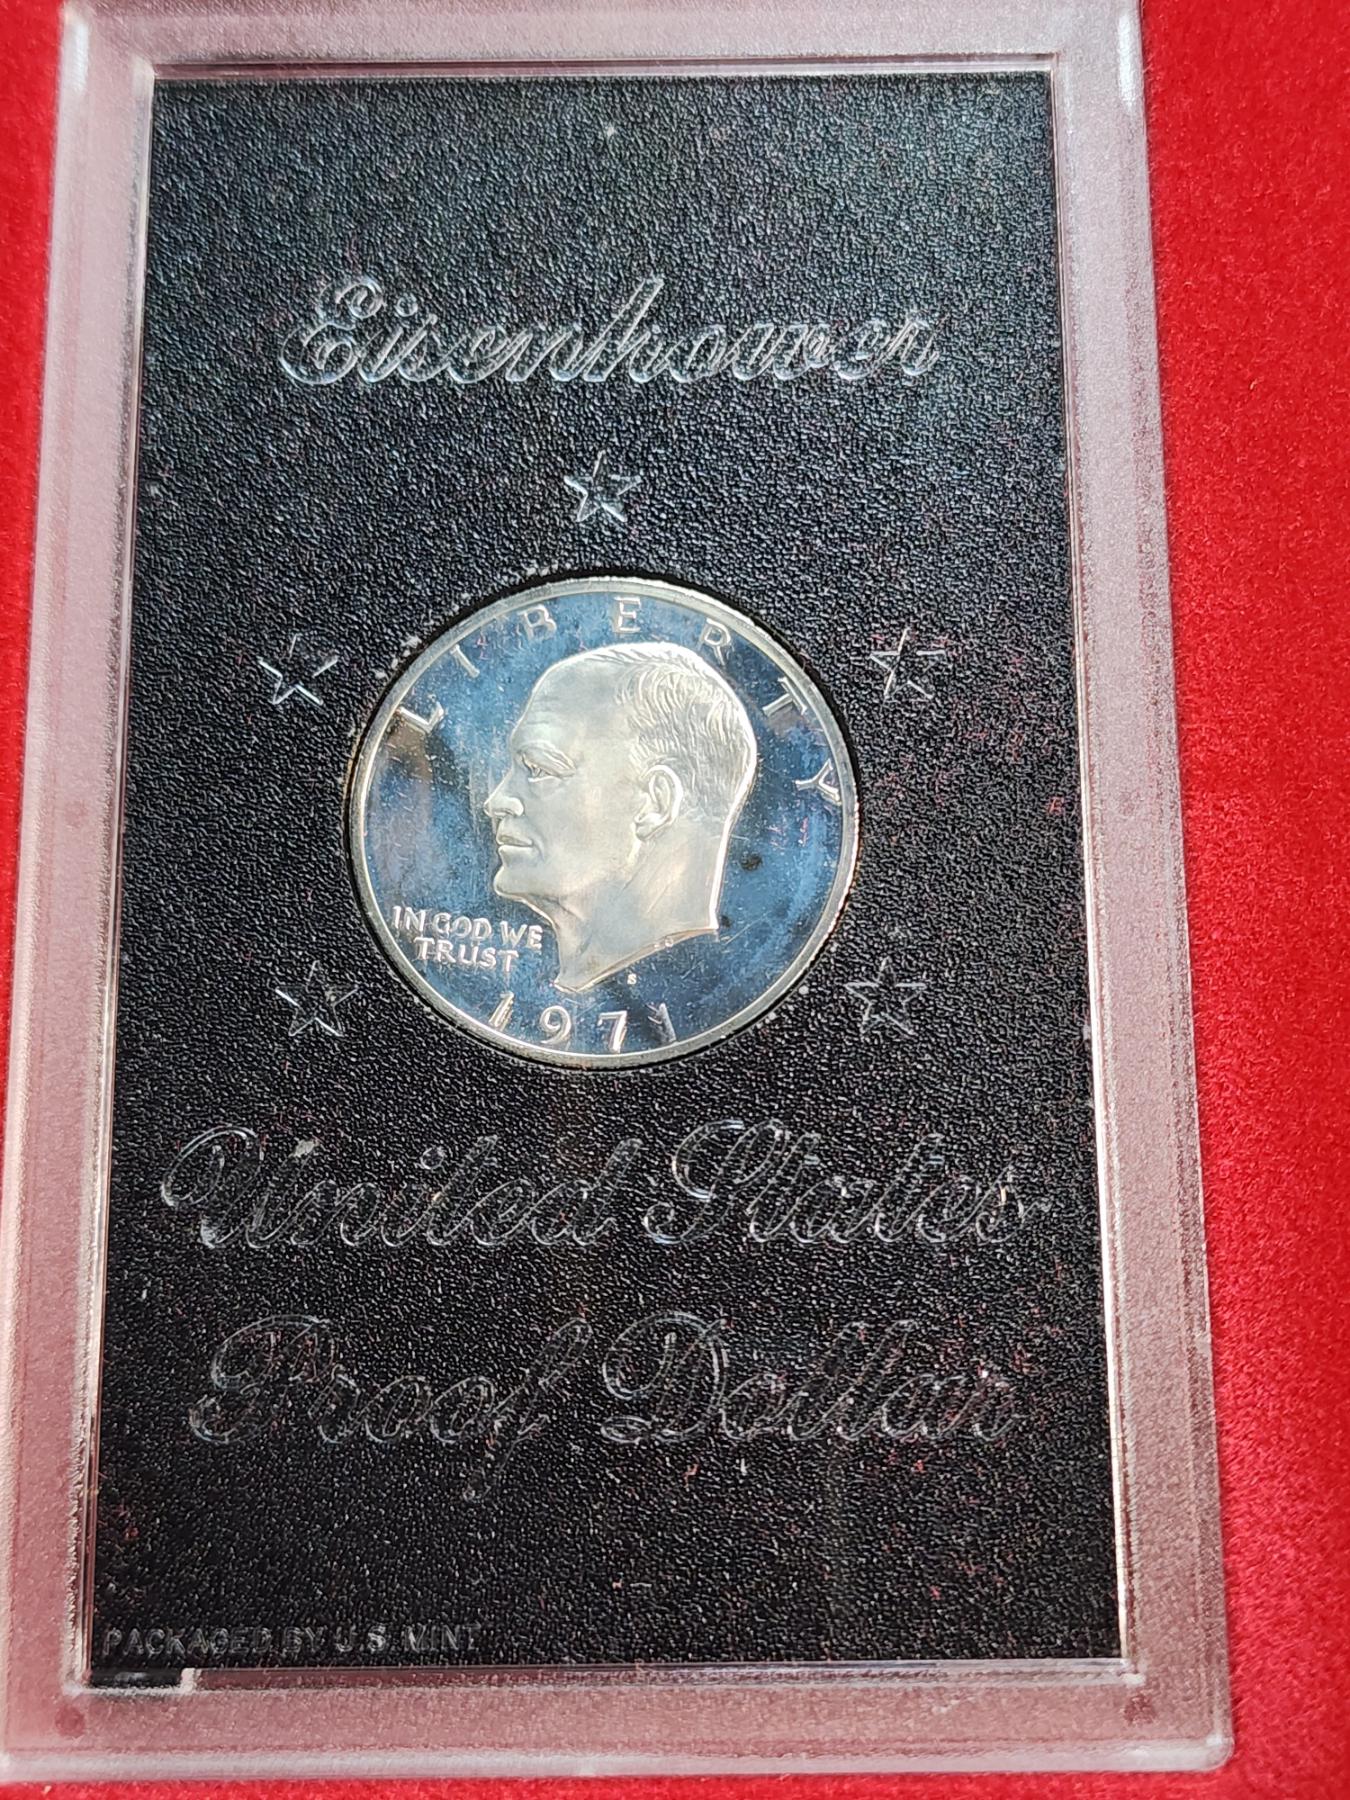 Eisenhower
LIBERTY
IN GOD WE
TRUST
S
1971
United States
Proof Dollar
PACKAGED BY U.S. MINT